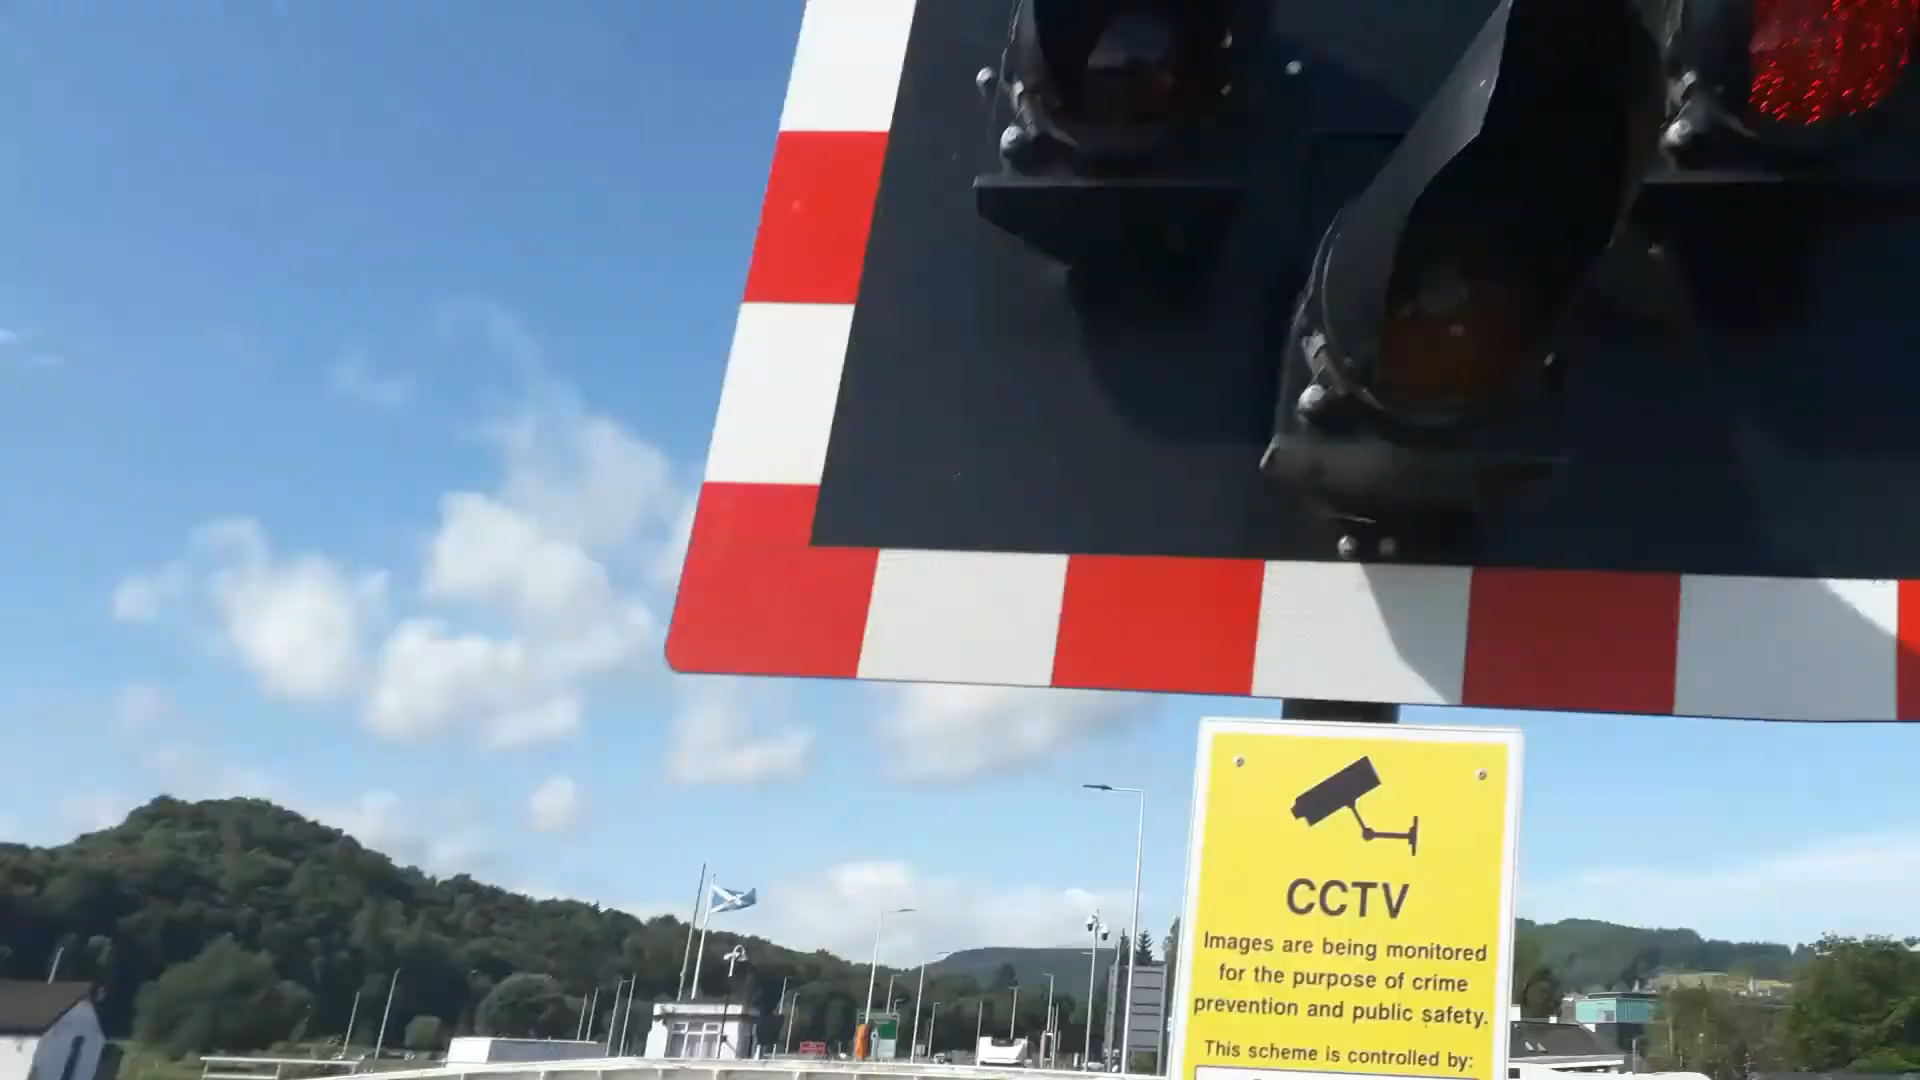 CCTV
Images are being monitored
for the purpose of crime
prevention and public safety.
This scheme is controlled by: